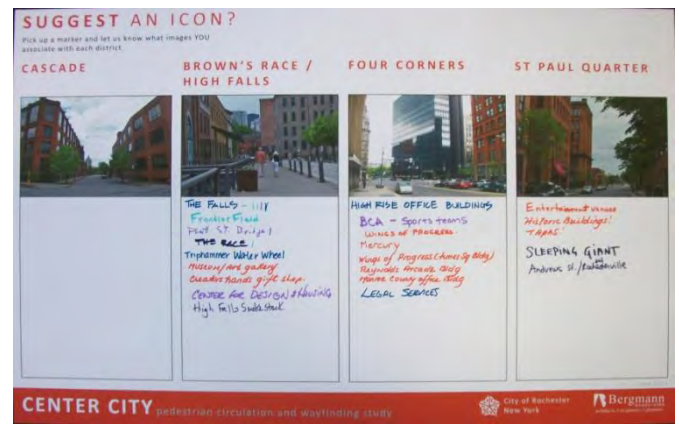 SUGGEST AN ICON?
Pick up a marker and let us know what images YOU
associate with each district.
CASCADE
BROWN'S RACE /
HIGH FALLS
THE FALLS - 1111
Frontier Field
Pont St. Bridge!
THE RACE!
Triphammer Water Wheel
Museum/Art gallery
Creative hands gift shop.
CENTER FOR DESIGN & HOUSING
High Falls Smoke Stack
FOUR CORNERS
HIGH RISE OFFICE BUILDINGS
BCA - Sports teams
WINGS OF PROGRESS
Mercury
Wings of Progress (Times Sq Bldg)
Reynolds Arcade Bldg
Monroe County office Bldg
LEGAL SERVICES
ST PAUL QUARTER
Entertainment venues
Historic Buildings!
TAPAS!
SLEEPING GIANT
Andrews St. /
CENTER CITY pedestrian circulation and wayfinding study
City of Rochester
New York
Bergmann